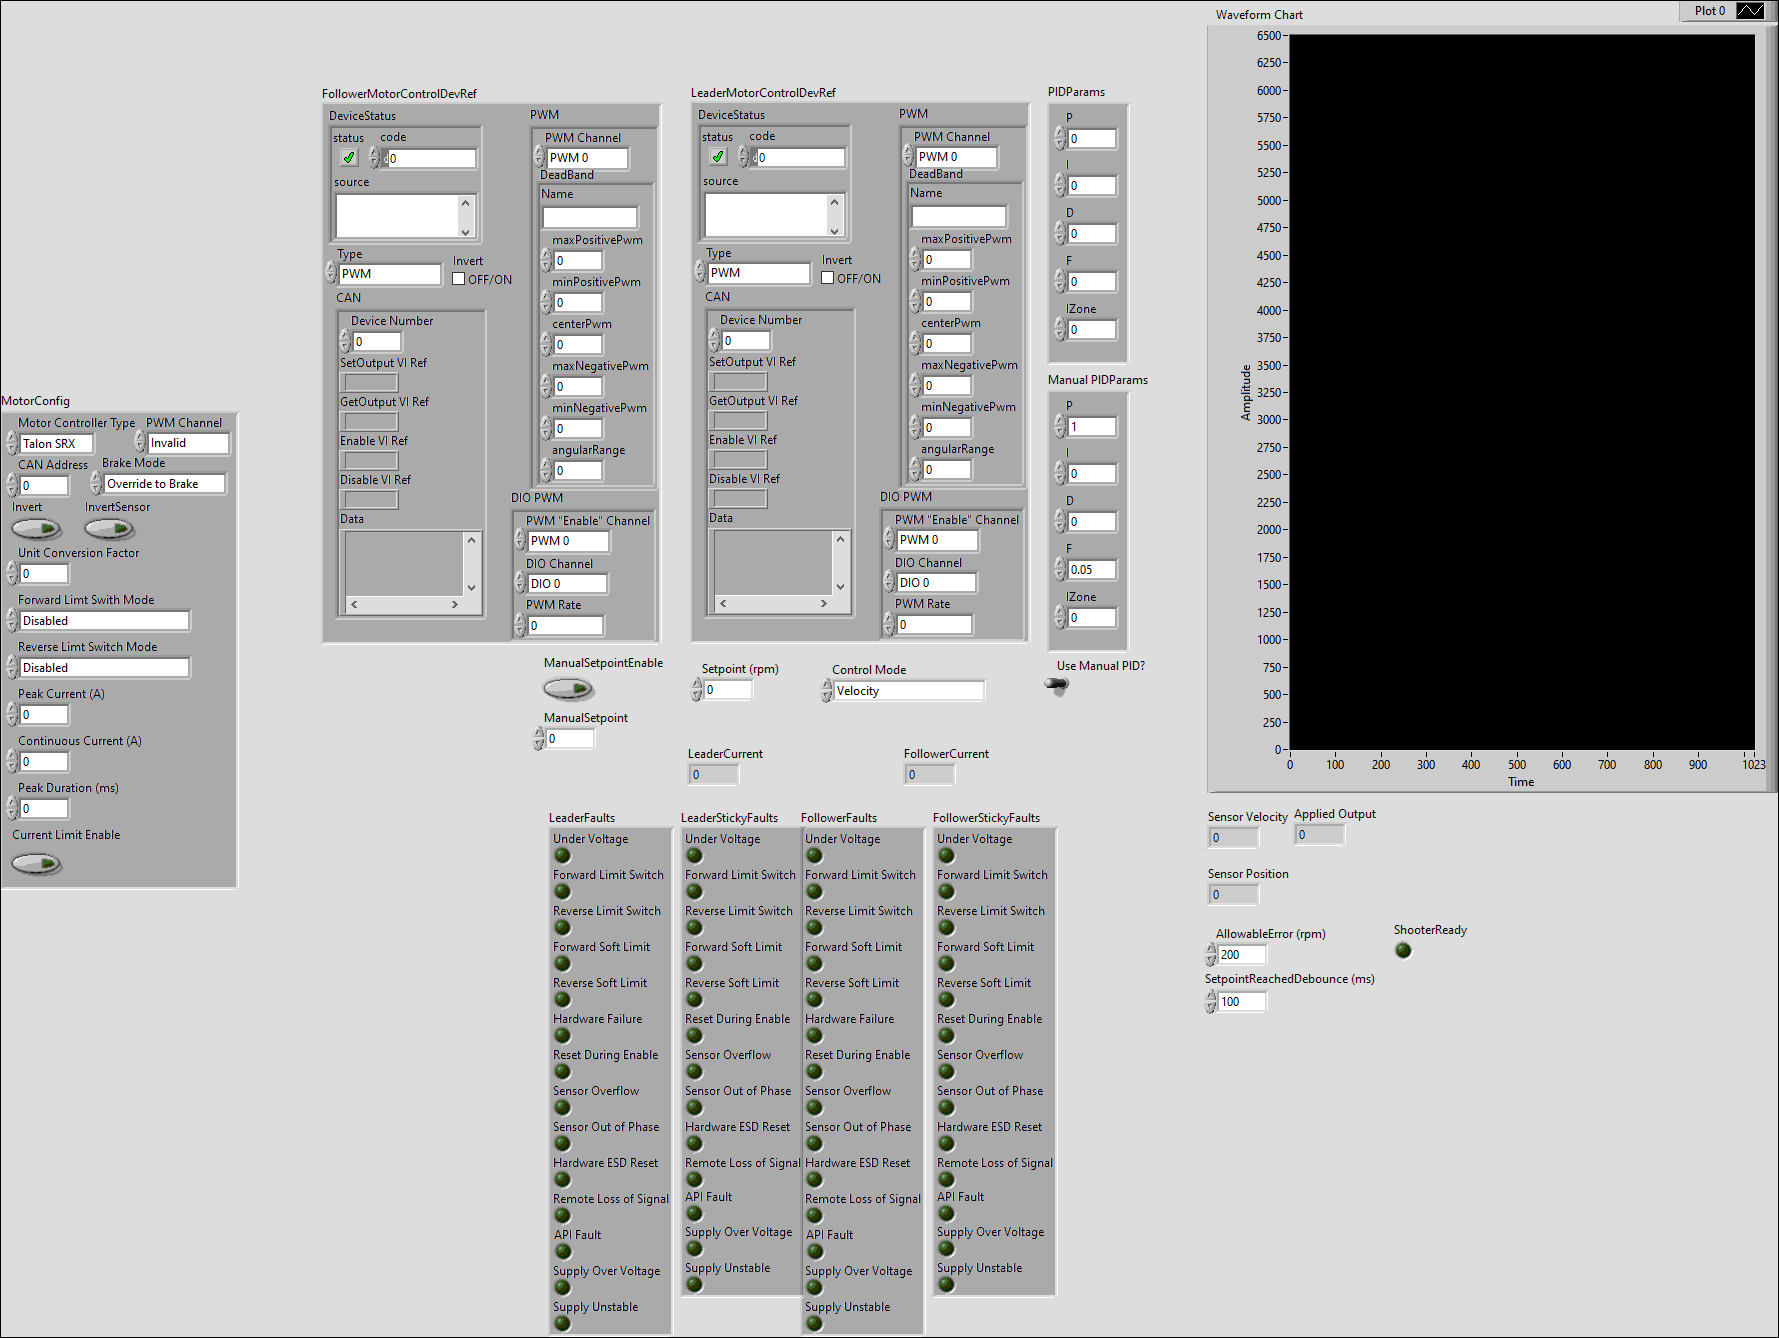 MotorConfig
Motor Controller Type
PWM Channel
Talon SRX
Invalid
CAN Address
Brake Mode
0
Override to Brake
Invert
InvertSensor
Unit Conversion Factor
0
Forward Limt Swith Mode
Disabled
Reverse Limt Switch Mode
Disabled
Peak Current (A)
0
Continuous Current (A)
0
Peak Duration (ms)
0
Current Limit Enable
FollowerMotorControlDevRef
DeviceStatus
status
code
d0
source
Type
PWM
Invert
OFF/ON
CAN
Device Number
0
SetOutput VI Ref
GetOutput VI Ref
Enable VI Ref
Disable VI Ref
Data
PWM
PWM Channel
PWM 0
DeadBand
Name
maxPositivePwm
0
minPositivePwm
0
centerPwm
0
maxNegativePwm
0
minNegativePwm
0
angularRange
0
DIO PWM
PWM "Enable" Channel
PWM 0
DIO Channel
DIO 0
PWM Rate
0
LeaderMotorControlDevRef
DeviceStatus
status
code
d0
source
Type
PWM
Invert
OFF/ON
CAN
Device Number
0
SetOutput VI Ref
GetOutput VI Ref
Enable VI Ref
Disable VI Ref
Data
PWM
PWM Channel
PWM 0
DeadBand
Name
maxPositivePwm
0
minPositivePwm
0
centerPwm
0
maxNegativePwm
0
minNegativePwm
0
angularRange
0
DIO PWM
PWM "Enable" Channel
PWM 0
DIO Channel
DIO 0
PWM Rate
0
PIDParams
P
0
I
0
D
0
F
0
IZone
0
Manual PIDParams
P
1
I
0
D
0
F
0.05
IZone
0
Use Manual PID?
ManualSetpointEnable
ManualSetpoint
0
Setpoint (rpm)
0
Control Mode
Velocity
LeaderCurrent
0
FollowerCurrent
0
LeaderFaults
Under Voltage
Forward Limit Switch
Reverse Limit Switch
Forward Soft Limit
Reverse Soft Limit
Hardware Failure
Reset During Enable
Sensor Overflow
Sensor Out of Phase
Hardware ESD Reset
Remote Loss of Signal
API Fault
Supply Over Voltage
Supply Unstable
LeaderStickyFaults
Under Voltage
Forward Limit Switch
Reverse Limit Switch
Forward Soft Limit
Reverse Soft Limit
Reset During Enable
Sensor Overflow
Sensor Out of Phase
Hardware ESD Reset
Remote Loss of Signal
API Fault
Supply Over Voltage
Supply Unstable
FollowerFaults
Under Voltage
Forward Limit Switch
Reverse Limit Switch
Forward Soft Limit
Reverse Soft Limit
Hardware Failure
Reset During Enable
Sensor Overflow
Sensor Out of Phase
Hardware ESD Reset
Remote Loss of Signal
API Fault
Supply Over Voltage
Supply Unstable
FollowerStickyFaults
Under Voltage
Forward Limit Switch
Reverse Limit Switch
Forward Soft Limit
Reverse Soft Limit
Reset During Enable
Sensor Overflow
Sensor Out of Phase
Hardware ESD Reset
Remote Loss of Signal
API Fault
Supply Over Voltage
Supply Unstable
Waveform Chart
Plot 0
Amplitude
6500
6250
6000
5750
5500
5250
5000
4750
4500
4250
4000
3750
3500
3250
3000
2750
2500
2250
2000
1750
1500
1250
1000
750
500
250
0
0 100 200 300 400 500 600 700 800 900 1023
Time
Sensor Velocity
0
Applied Output
0
Sensor Position
0
AllowableError (rpm)
200
ShooterReady
SetpointReachedDebounce (ms)
100